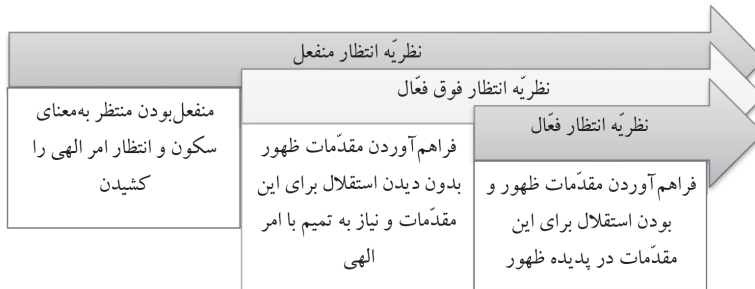 نظریّه انتظار منفعل
نظریّه انتظار فوق فعّال
نظریّه انتظار فعّال
منفعل‌بودن منتظر به‌معنای
سکون و انتظار امر الهی را
کشیدن
فراهم‌آوردن مقدّمات ظهور
بدون دیدن استقلال برای این
مقدّمات و نیاز به تمیم با امر
الهی
فراهم‌آوردن مقدّمات ظهور و
بودن استقلال برای این
مقدّمات در پدیده ظهور